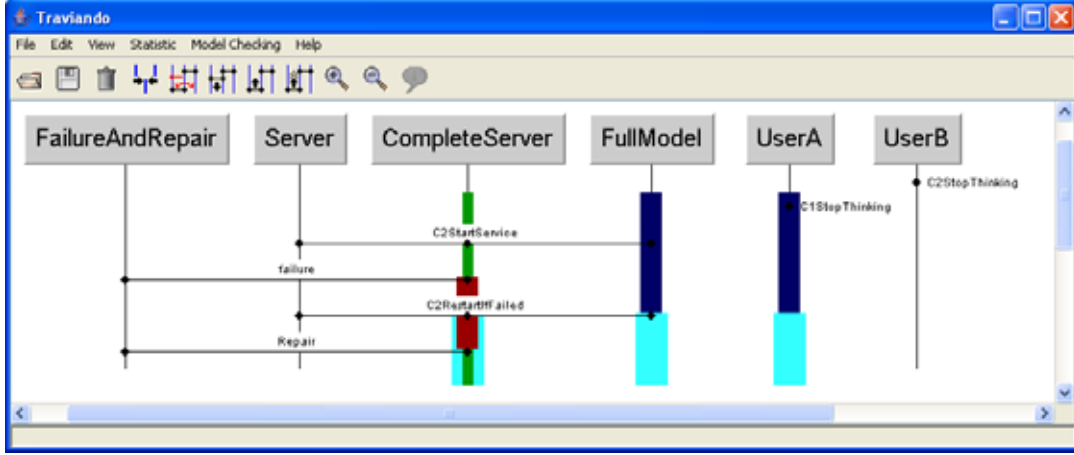 Traviando
File Edit View Statistic Model Checking Help
FailureAndRepair Server CompleteServer FullModel UserA UserB
C2StopThinking
C1StopThinking
C2StartService
failure
C2RestartIfFailed
Repair